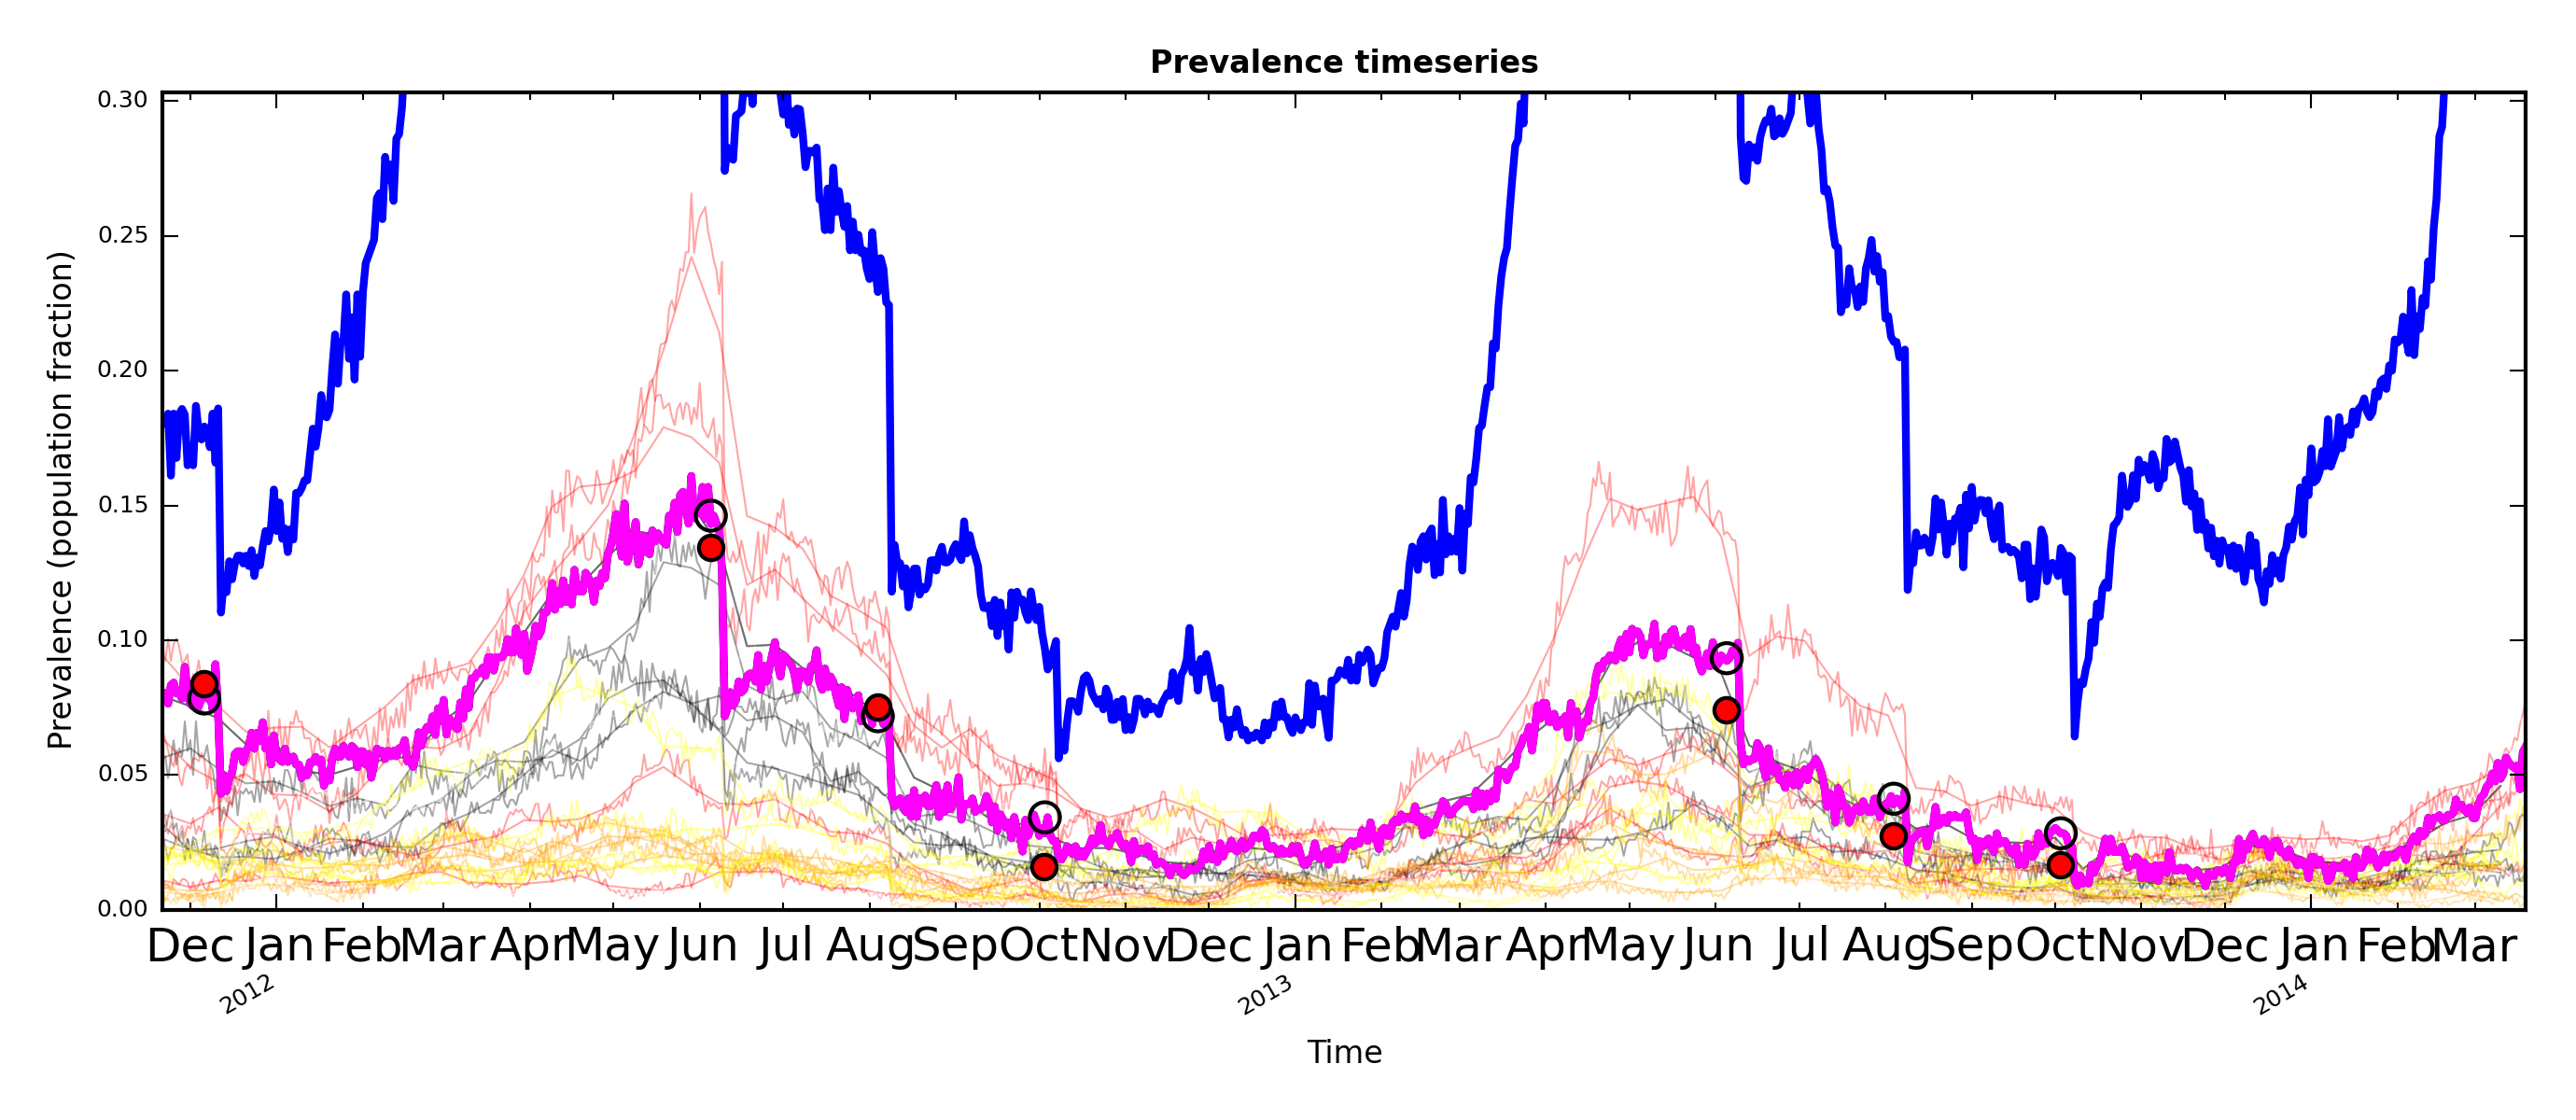 Prevalence timeseries
Prevalence (population fraction)
0.30
0.25
0.20
0.15
0.10
0.05
0.00
Dec Jan Feb Mar Apr May Jun Jul Aug Sep Oct Nov Dec Jan Feb Mar Apr May Jun Jul Aug Sep Oct Nov Dec Jan Feb Mar
2012 2013 2014
Time